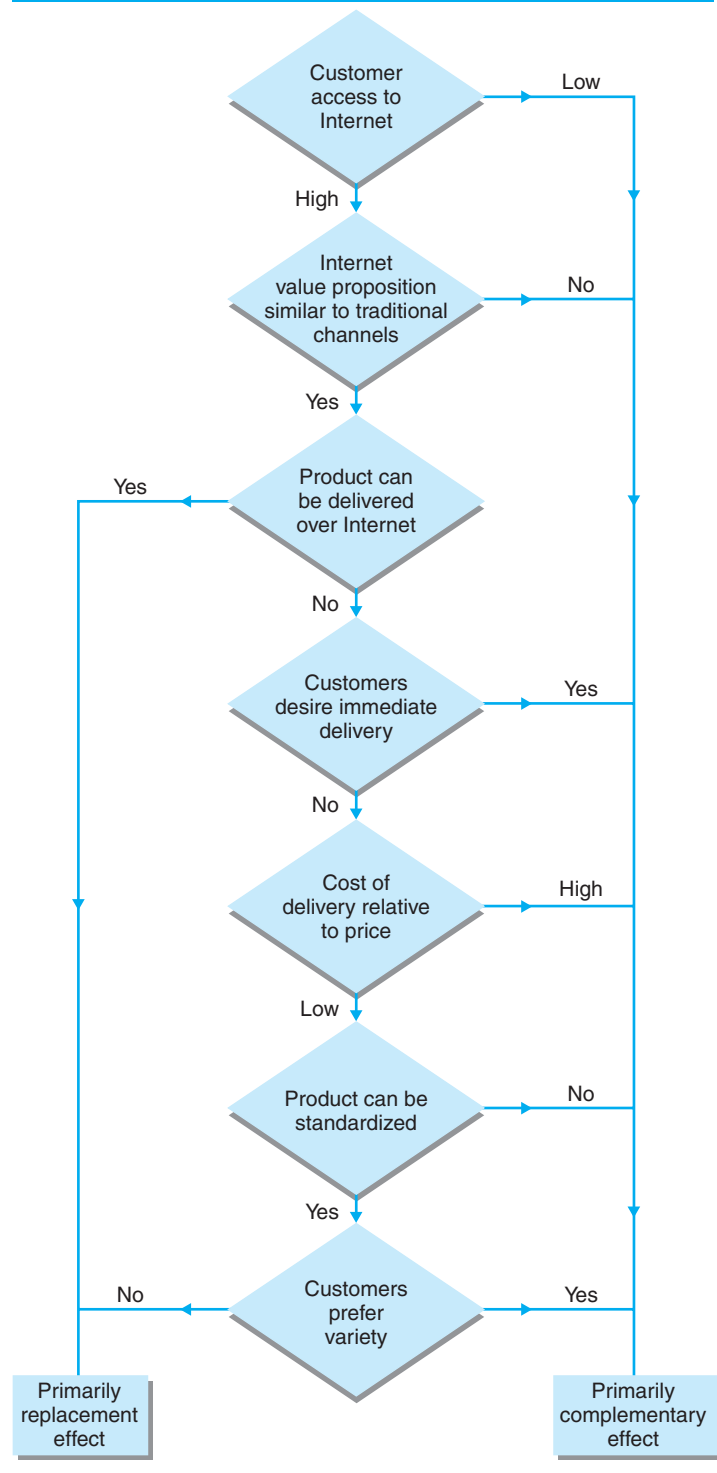 Customer
access to
Internet
Low
High
Internet
value proposition
similar to traditional
channels
No
Yes
Product can
be delivered
over Internet
Yes
No
Customers
desire immediate
delivery
Yes
No
Cost of
delivery relative
to price
High
Low
Product can be
standardized
No
Yes
Customers
prefer
variety
No
Yes
Primarily
replacement
effect
Primarily
complementary
effect